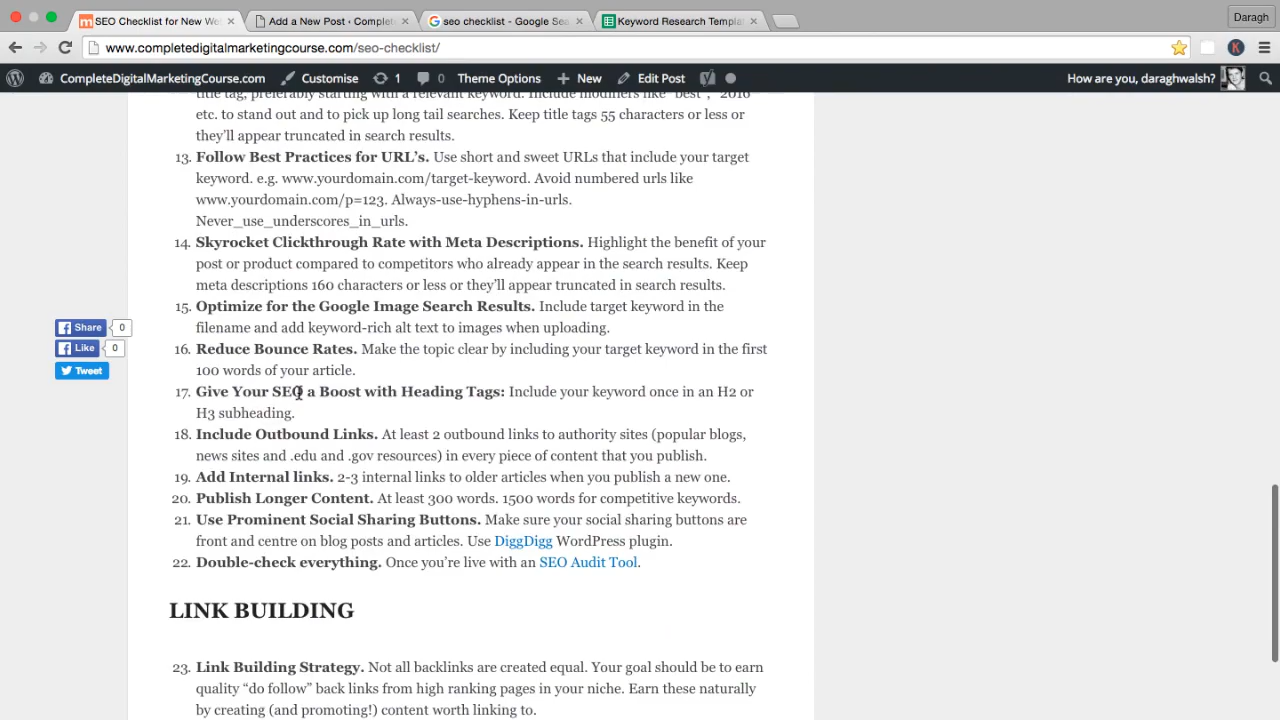 SEO Checklist for New We
Add a New Post ‹ Complet
seo checklist - Google Sea
Keyword Research Templat
Daragh
www.completedigitalmarketingcourse.com/seo-checklist/
K
CompleteDigitalMarketingCourse.com
Customise
1
0
Theme Options
New
Edit Post
How are you, daraghwalsh?
title tag, preferably starting with a relevant keyword. Include modifiers like "best", "2016"
etc. to stand out and to pick up long tail searches. Keep title tags 55 characters or less or
they'll appear truncated in search results.
13. Follow Best Practices for URL's. Use short and sweet URLs that include your target
keyword. e.g. www.yourdomain.com/target-keyword. Avoid numbered urls like
www.yourdomain.com/p=123. Always-use-hyphens-in-urls.
Never_use_underscores_in_urls.
14. Skyrocket Clickthrough Rate with Meta Descriptions. Highlight the benefit of your
post or product compared to competitors who already appear in the search results. Keep
meta descriptions 160 characters or less or they'll appear truncated in search results.
15. Optimize for the Google Image Search Results. Include target keyword in the
filename and add keyword-rich alt text to images when uploading.
Share 0
Like 0
Tweet
16. Reduce Bounce Rates. Make the topic clear by including your target keyword in the first
100 words of your article.
17. Give Your SEO a Boost with Heading Tags: Include your keyword once in an H2 or
H3 subheading.
18. Include Outbound Links. At least 2 outbound links to authority sites (popular blogs,
news sites and .edu and .gov resources) in every piece of content that you publish.
19. Add Internal links. 2-3 internal links to older articles when you publish a new one.
20. Publish Longer Content. At least 300 words. 1500 words for competitive keywords.
21. Use Prominent Social Sharing Buttons. Make sure your social sharing buttons are
front and centre on blog posts and articles. Use DiggDigg WordPress plugin.
22. Double-check everything. Once you're live with an SEO Audit Tool.
LINK BUILDING
23. Link Building Strategy. Not all backlinks are created equal. Your goal should be to earn
quality "do follow" back links from high ranking pages in your niche. Earn these naturally
by creating (and promoting!) content worth linking to.